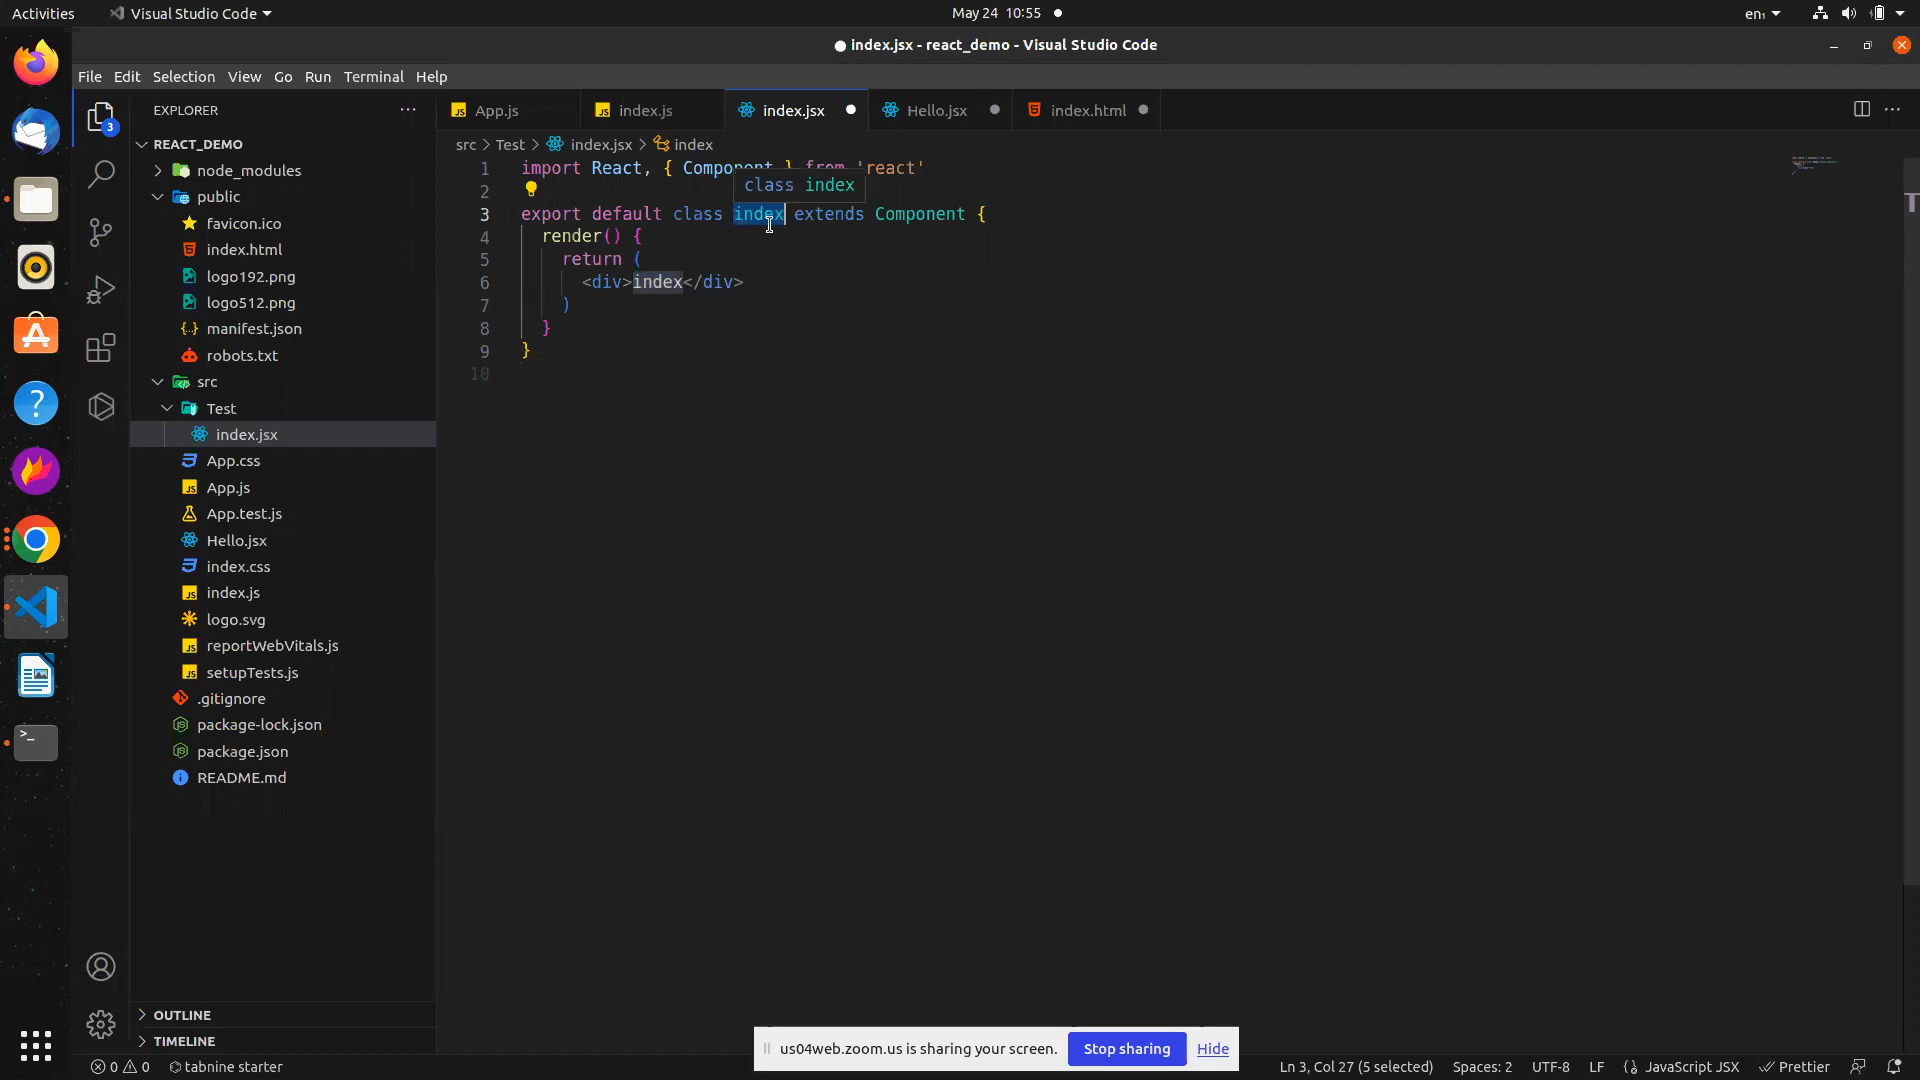 Activities
Visual Studio Code
May 24 10:55
en₁
index.jsx - react_demo - Visual Studio Code
File Edit Selection View Go Run Terminal Help
EXPLORER
REACT_DEMO
node_modules
public
favicon.ico
index.html
logo192.png
logo512.png
manifest.json
robots.txt
src
Test
index.jsx
App.css
App.js
App.test.js
Hello.jsx
index.css
index.js
logo.svg
reportWebVitals.js
setupTests.js
.gitignore
package-lock.json
package.json
README.md
OUTLINE
TIMELINE
3
App.js
index.js
index.jsx
Hello.jsx
index.html
src > Test > index.jsx > index
1 import React, { Component } from 'react'
class index
2
3 export default class index extends Component {
4 render() {
5 return (
6 <div>index</div>
7 )
8 }
9 }
10
us04web.zoom.us is sharing your screen. Stop sharing Hide
0 0 tabnine starter
Ln 3, Col 27 (5 selected) Spaces: 2 UTF-8 LF {} JavaScript JSX Prettier